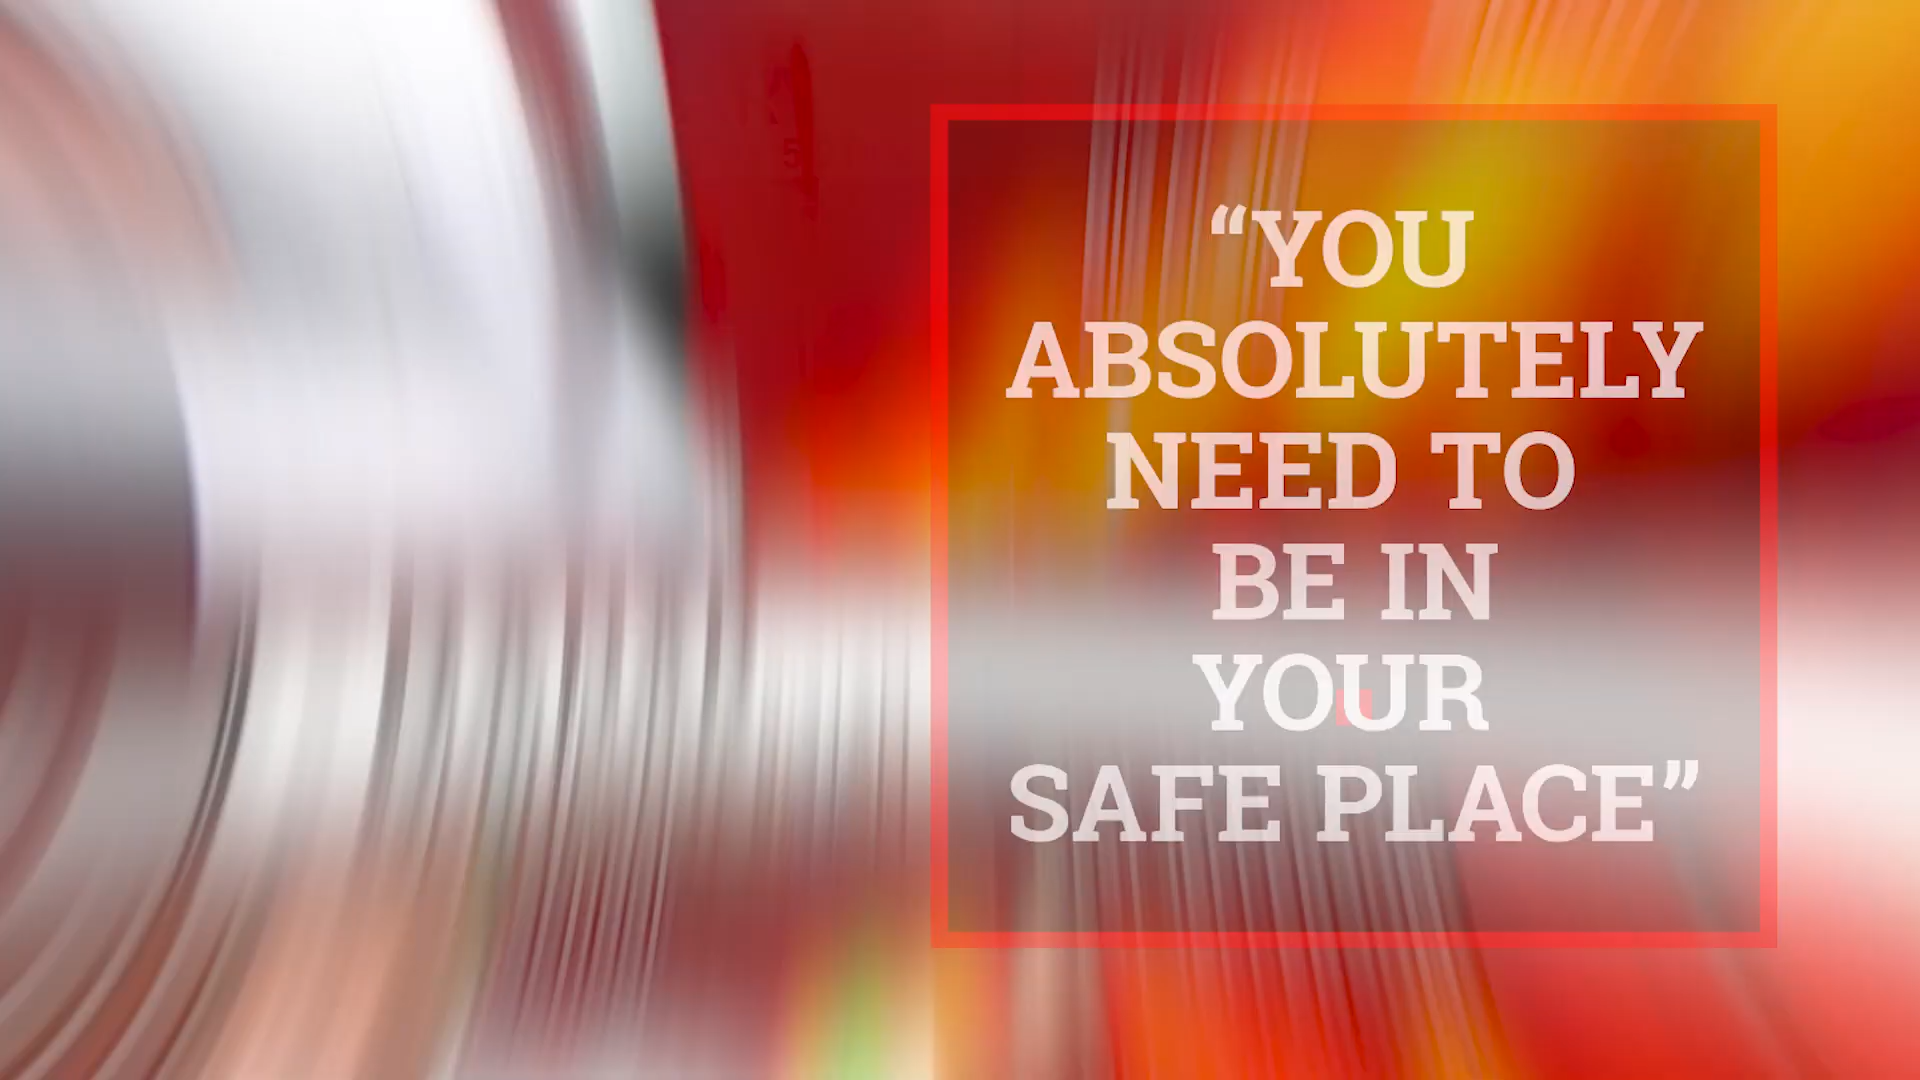 “YOU
ABSOLUTELY
NEED TO
BE IN
YOUR
SAFE PLACE”